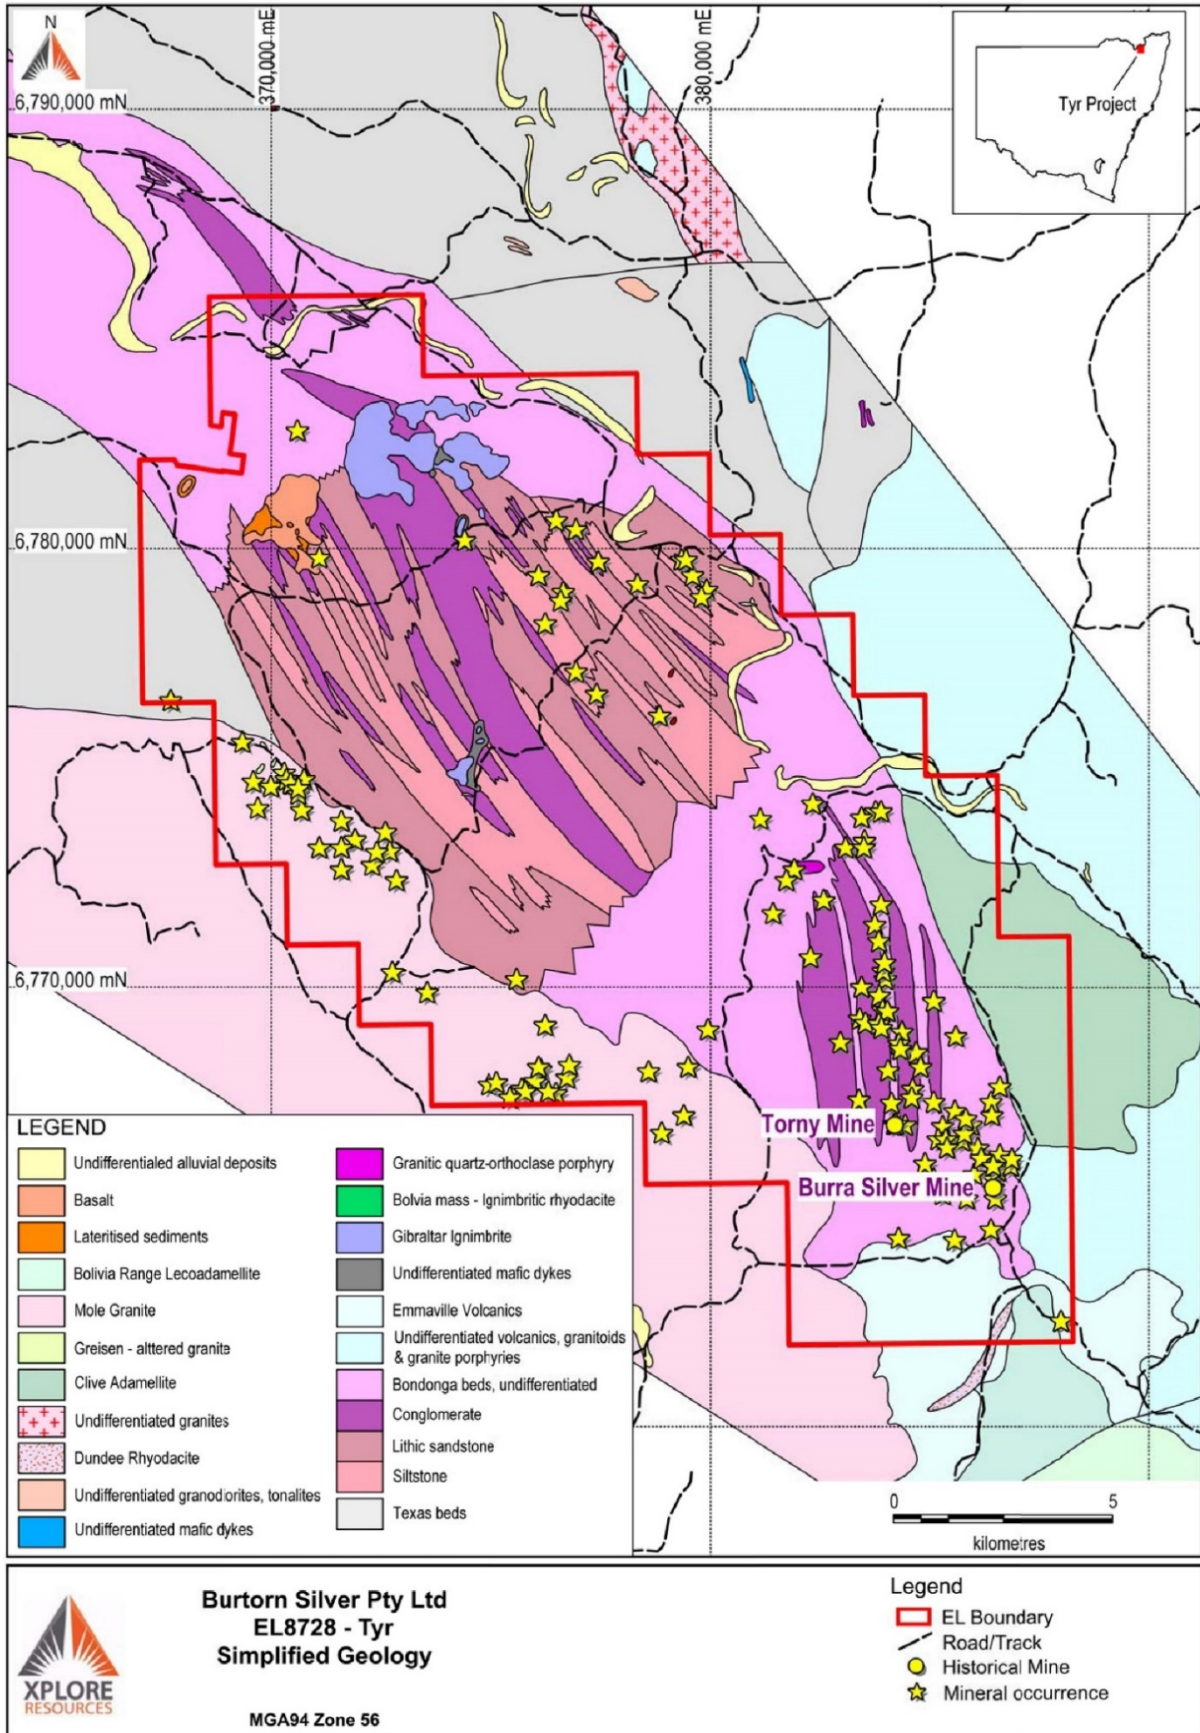 N
370,000 mE
380,000 mE
6,790,000 mN
Tyr Project
6,780,000 mN
6,770,000 mN
Torny Mine
Burra Silver Mine
LEGEND
Undifferentialed alluvial deposits
Basalt
Lateritised sediments
Bolivia Range Lecoadamellite
Mole Granite
Greisen - alttered granite
Clive Adamellite
Undifferentiated granites
Dundee Rhyodacite
Undifferentiated granodiorites, tonalites
Undifferentiated mafic dykes
Granitic quartz-orthoclase porphyry
Bolvia mass - Ignimbritic rhyodacite
Gibraltar Ignimbrite
Undifferentiated mafic dykes
Emmaville Volcanics
Undifferentiated volcanics, granitoids
& granite porphyries
Bondonga beds, undifferentiated
Conglomerate
Lithic sandstone
Siltstone
Texas beds
0 5
kilometres
XPLORE
RESOURCES
Burtorn Silver Pty Ltd
EL8728 - Tyr
Simplified Geology
MGA94 Zone 56
Legend
EL Boundary
Road/Track
Historical Mine
Mineral occurrence